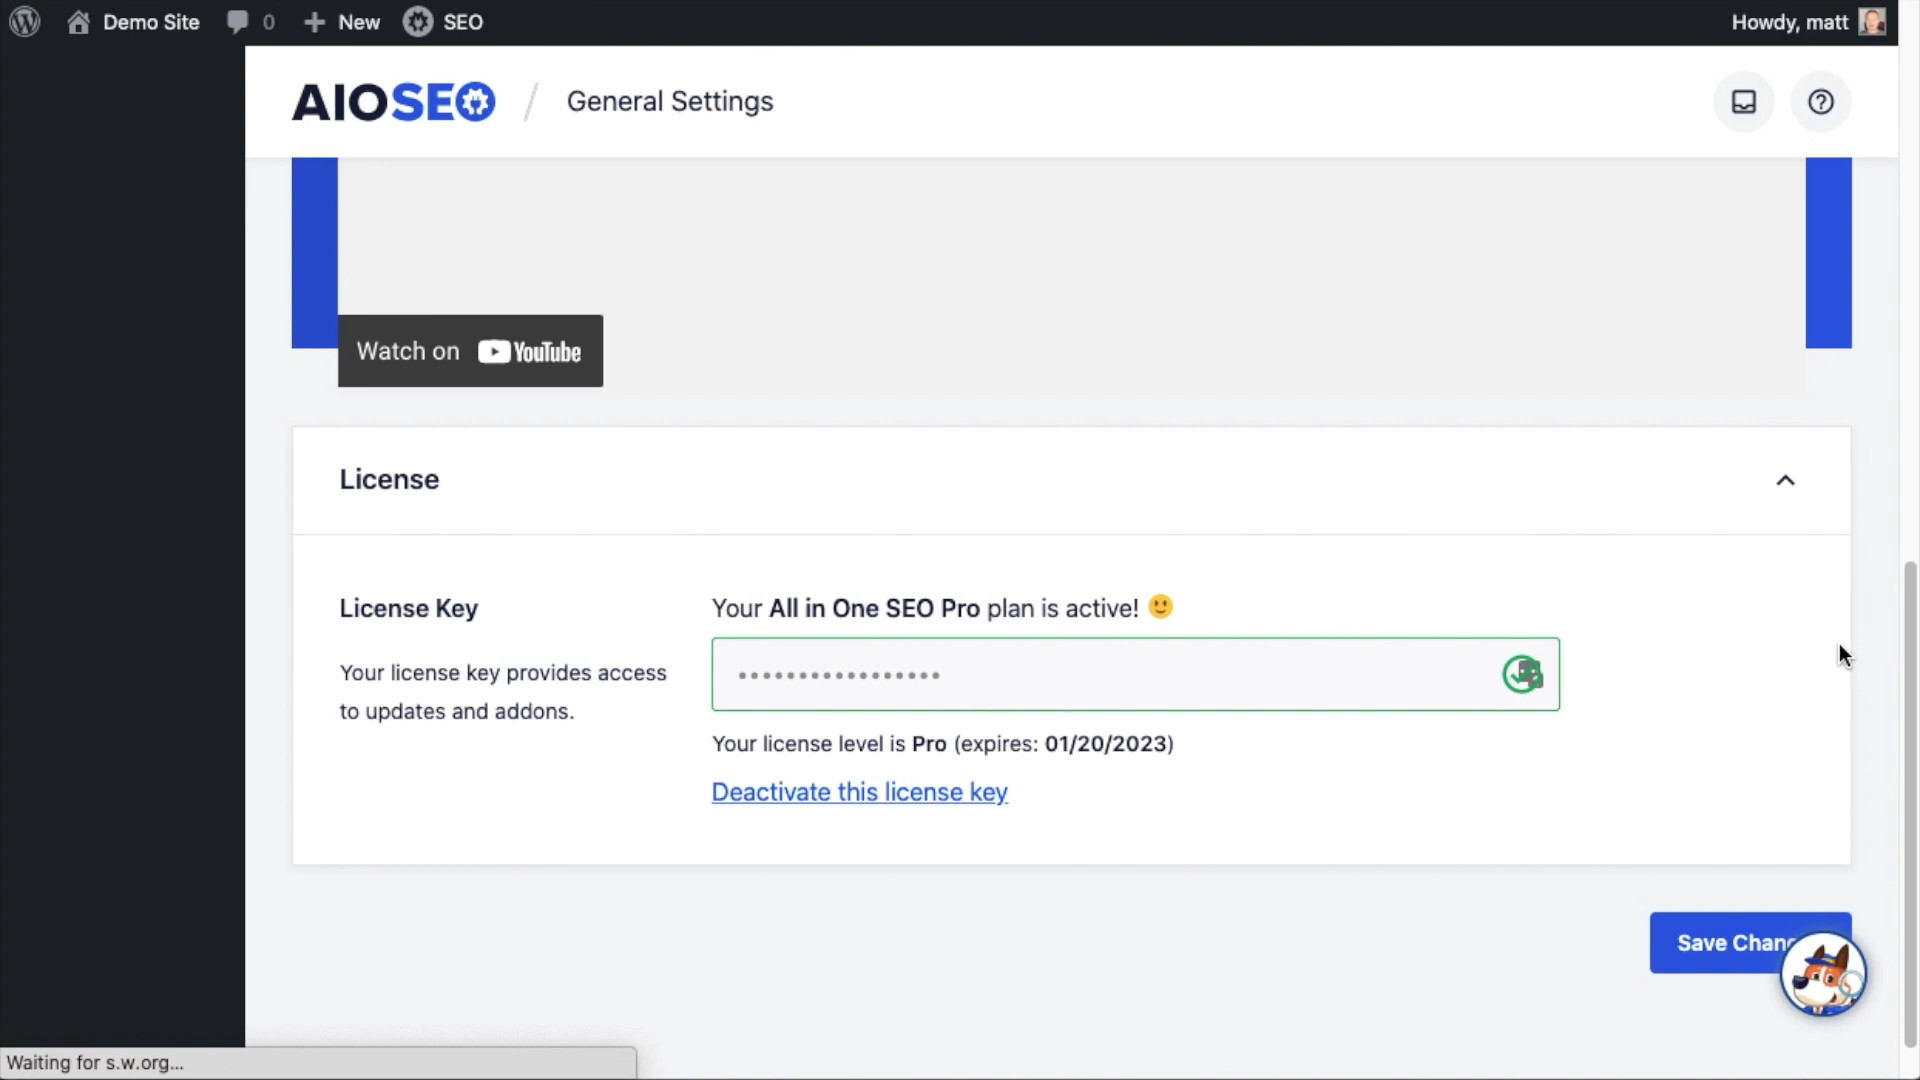 Demo Site 0 New SEO Howdy, matt
AIOSEO / General Settings
Watch on YouTube
License
License Key
Your license key provides access
to updates and addons.
Your All in One SEO Pro plan is active! 🙂
•••••••••••••••••
Your license level is Pro (expires: 01/20/2023)
Deactivate this license key
Save
Waiting for s.w.org...